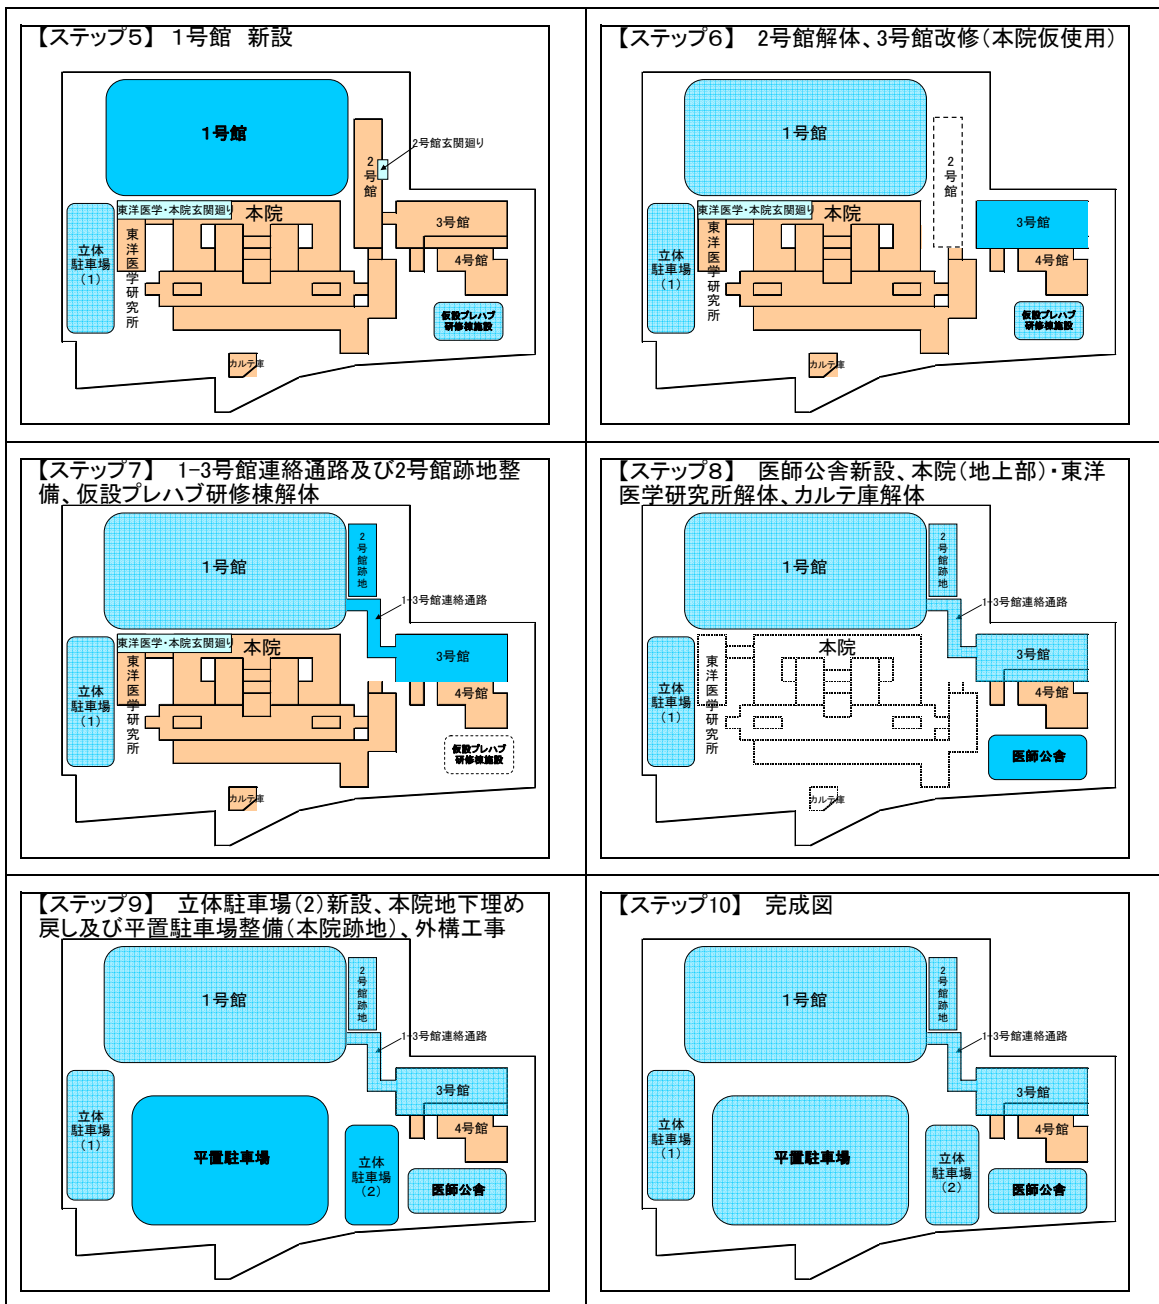 【ステップ5】 1号館 新設
1号館
2号館玄関廻り
2号館
東洋医学・本院玄関廻り
本院
3号館
立体
駐車場
(1)
東洋医学研究所
4号館
仮設プレハブ
研修棟施設
カルテ庫
【ステップ6】 2号館解体、3号館改修(本院仮使用)
1号館
2号館
東洋医学・本院玄関廻り
本院
3号館
立体
駐車場
(1)
東洋医学研究所
4号館
仮設プレハブ
研修棟施設
カルテ庫
【ステップ7】 1-3号館連絡通路及び2号館跡地整
備、仮設プレハブ研修棟解体
1号館
2号館跡地
1-3号館連絡通路
東洋医学・本院玄関廻り
本院
3号館
立体
駐車場
(1)
東洋医学研究所
4号館
仮設プレハブ
研修棟施設
カルテ庫
【ステップ8】 医師公舎新設、本院(地上部)・東洋
医学研究所解体、カルテ庫解体
1号館
2号館跡地
1-3号館連絡通路
本院
3号館
立体
駐車場
(1)
東洋医学研究所
4号館
医師公舎
カルテ庫
【ステップ9】 立体駐車場(2)新設、本院地下埋め
戻し及び平置駐車場整備(本院跡地)、外構工事
1号館
2号館跡地
1-3号館連絡通路
3号館
立体
駐車場
(1)
4号館
平置駐車場
立体
駐車場
(2)
医師公舎
【ステップ10】 完成図
1号館
2号館跡地
1-3号館連絡通路
3号館
立体
駐車場
(1)
4号館
平置駐車場
立体
駐車場
(2)
医師公舎